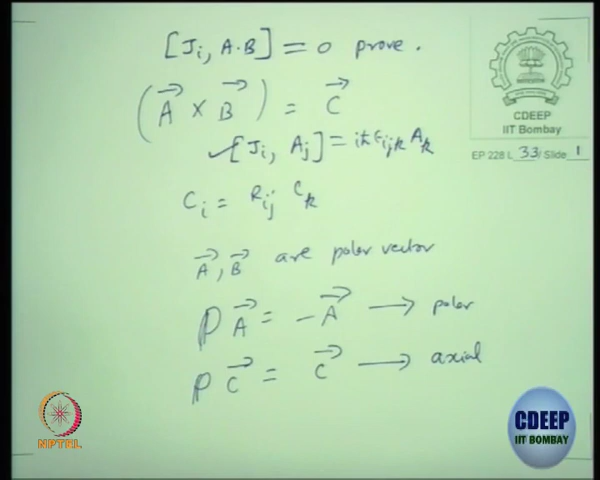 [J_i, A·B] = 0 prove.
(A⃗ × B⃗) = C⃗
✓[J_i, A_j] = iħ ε_ijk A_k
C_i = R_ij C_k
A⃗, B⃗ are polar vector
P A⃗ = −A⃗ → polar
P C⃗ = C⃗ → axial
CDEEP
IIT Bombay
EP 228 L 33 / Slide 1
NPTEL
CDEEP
IIT BOMBAY